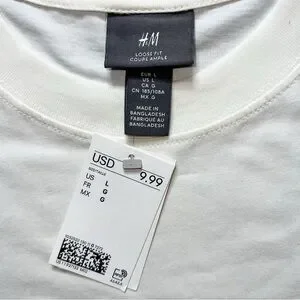 H&M
LOOSE FIT
COUPE AMPLE
EUR L
US L
CA G
CN 185/108A
MX G
MADE IN
BANGLADESH
FABRIQUÉ AU
BANGLADESH
USD 9.99
US L
FR G
MX G